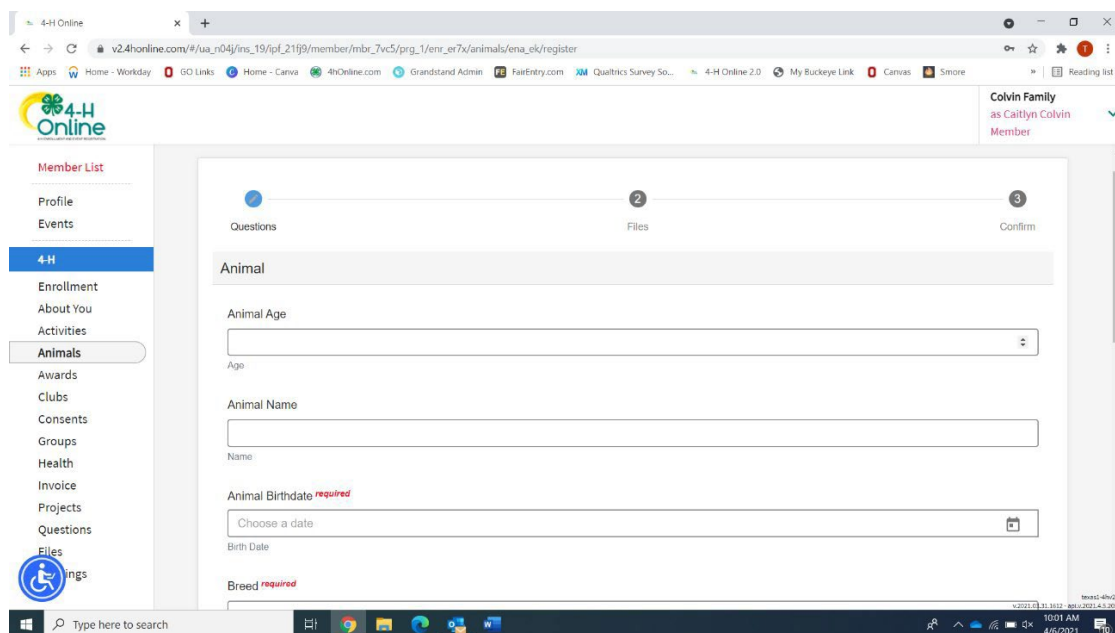 4-H Online
v2.4honline.com/#/ua_n04j/ins_19/ipf_21fj9/member/mbr_7vc5/prg_1/enr_er7x/animals/ena_ek/register
Apps Home - Workday GO Links Home - Canva 4hOnline.com Grandstand Admin FairEntry.com Qualtrics Survey So... 4-H Online 2.0 My Buckeye Link Canvas Smore » Reading list
4-H
Online
Colvin Family
as Caitlyn Colvin
Member
Member List
Profile
Events
4-H
Enrollment
About You
Activities
Animals
Awards
Clubs
Consents
Groups
Health
Invoice
Projects
Questions
Files
ings
2
3
Questions
Files
Confirm
Animal
Animal Age
Age
Animal Name
Name
Animal Birthdate required
Choose a date
Birth Date
Breed required
Type here to search
10:01 AM
4/6/2021